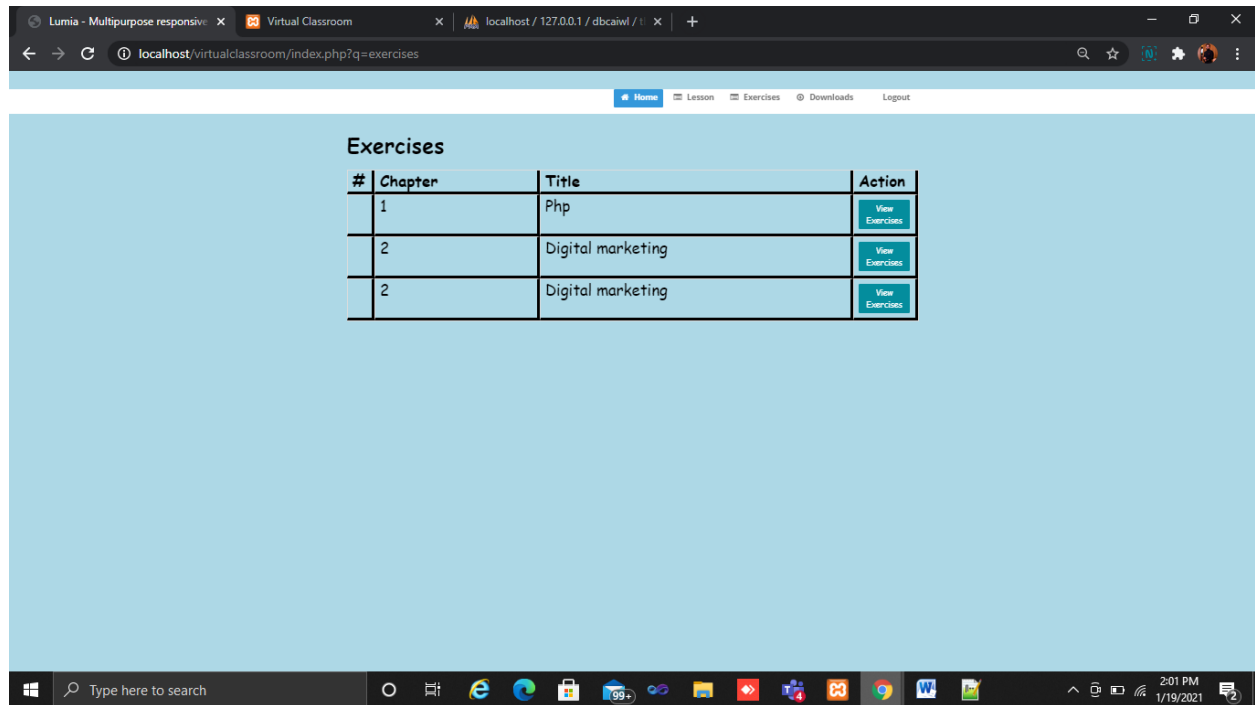 Lumia - Multipurpose responsive
Virtual Classroom
localhost / 127.0.0.1 / dbcaiwl / t
localhost/virtualclassroom/index.php?q=exercises
Home Lesson Exercises Downloads Logout
Exercises
# Chapter Title Action
1 Php View
Exercises
2 Digital marketing View
Exercises
2 Digital marketing View
Exercises
Type here to search
99+
4
2:01 PM
1/19/2021
2